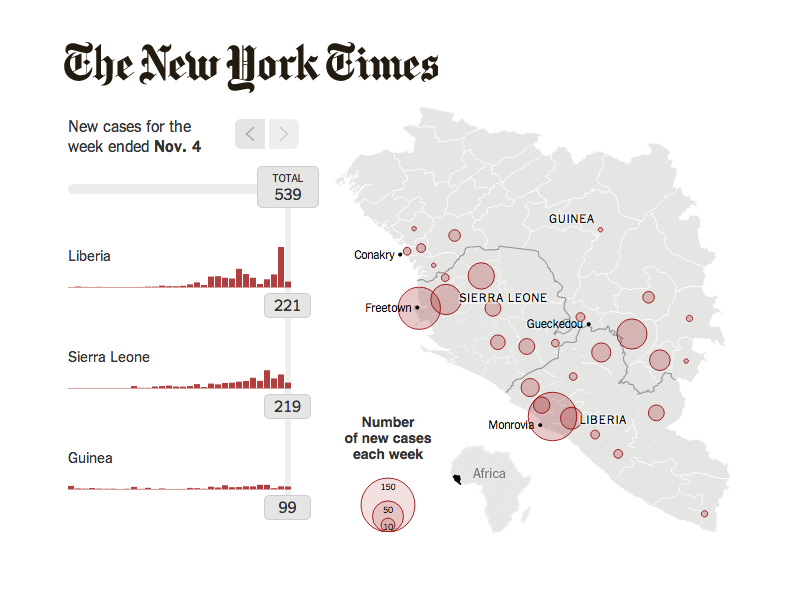 The New York Times
New cases for the
week ended Nov. 4
TOTAL
539
Liberia
221
Sierra Leone
219
Guinea
99
GUINEA
Conakry
SIERRA LEONE
Freetown
Gueckedou
Monrovia
LIBERIA
Number
of new cases
each week
150
50
10
Africa